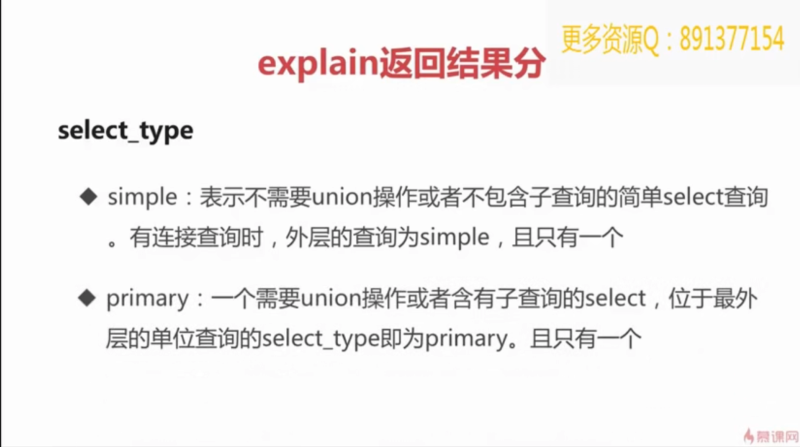 更多资源Q：891377154
explain返回结果分
select_type
◆ simple：表示不需要union操作或者不包含子查询的简单select查询
。有连接查询时，外层的查询为simple，且只有一个
◆ primary：一个需要union操作或者含有子查询的select，位于最外
层的单位查询的select_type即为primary。且只有一个
慕课网